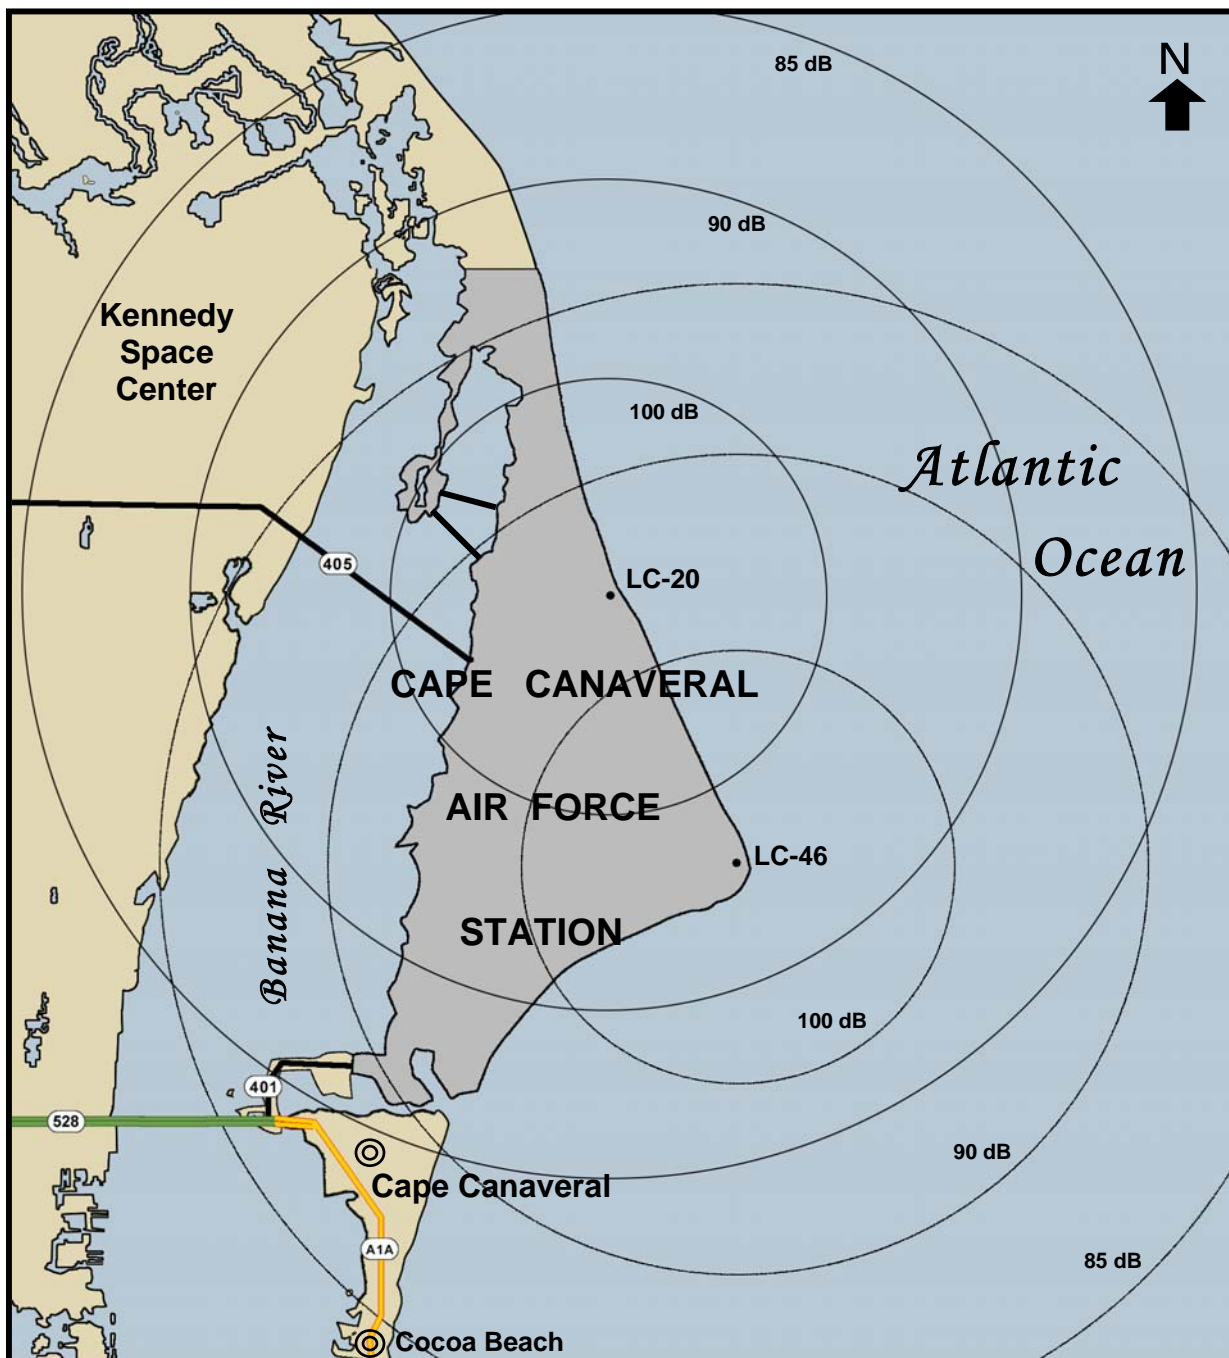 85 dB
N
90 dB
Kennedy
Space
Center
100 dB
Atlantic
Ocean
405
LC-20
CAPE CANAVERAL
Banana River
AIR FORCE
LC-46
STATION
100 dB
401
528
90 dB
Cape Canaveral
A1A
85 dB
Cocoa Beach